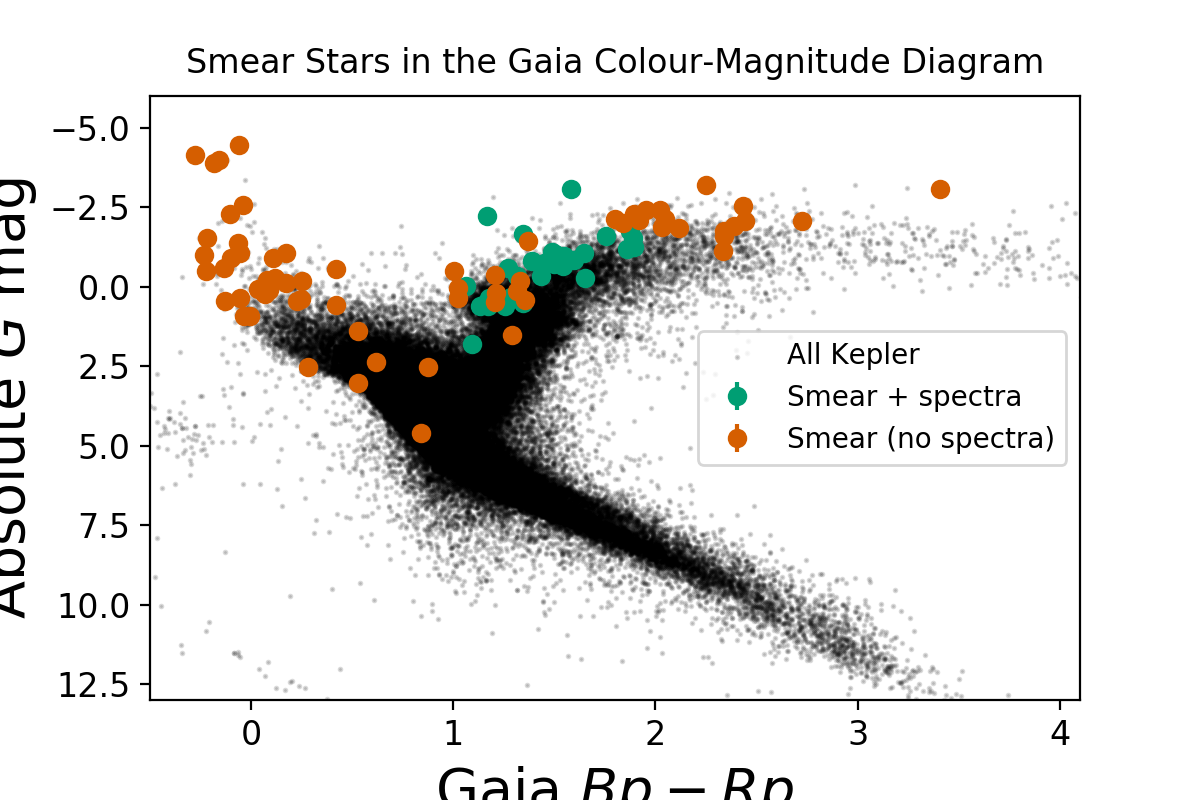 Smear Stars in the Gaia Colour-Magnitude Diagram
Absolute G mag
−5.0
−2.5
0.0
2.5
5.0
7.5
10.0
12.5
All Kepler
Smear + spectra
Smear (no spectra)
0 1 2 3 4
Gaia Bp − Rp